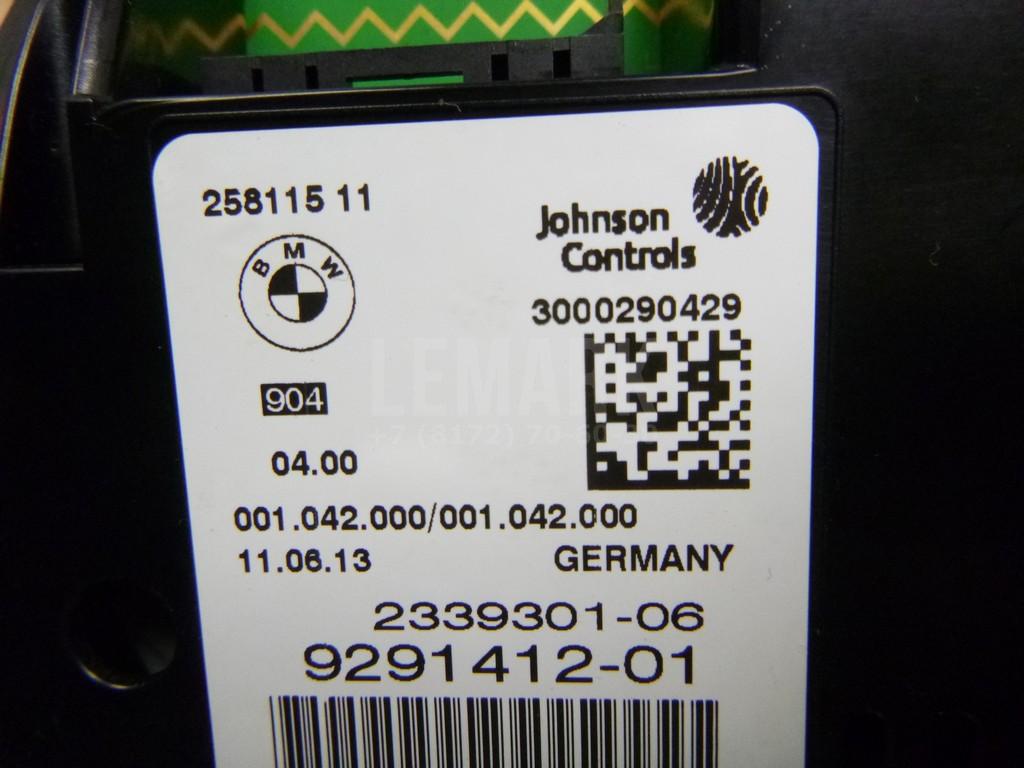 258115 11
BMW
Johnson
Controls
3000290429
904
04.00
001.042.000/001.042.000
11.06.13
GERMANY
2339301-06
9291412-01